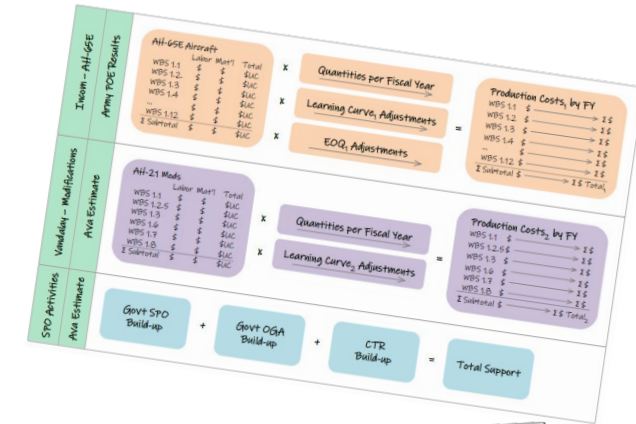 Incom – AH-65E
Army POE Results
AH-65E Aircraft
Labor Mat'l Total
WBS 1.1 $ $ $UC
WBS 1.2 $ $ $UC
WBS 1.3 $ $ $UC
WBS 1.4 $ $ $UC
... $ $ $UC
WBS 1.12 $ $ $UC
Σ Subtotal $ $ $UC
x
Quantities per Fiscal Year
x
Learning Curve₁ Adjustments
x
EOQ₁ Adjustments
=
Production Costs₁ by FY
WBS 1.1 $ Σ $
WBS 1.2 $ Σ $
WBS 1.3 $ Σ $
WBS 1.4 $ Σ $
... Σ $
WBS 1.12 $ Σ $
Σ Subtotal $ Σ $ Total₁
Vandalay – Modifications
Ava Estimate
AH-21 Mods
Labor Mat'l Total
WBS 1.1 $ $ $UC
WBS 1.2.5 $ $ $UC
WBS 1.3 $ $ $UC
WBS 1.6 $ $ $UC
WBS 1.7 $ $ $UC
WBS 1.8 $ $ $UC
Σ Subtotal $ $ $UC
x
Quantities per Fiscal Year
x
Learning Curve₂ Adjustments
=
Production Costs₂ by FY
WBS 1.1 $ Σ $
WBS 1.2.5 $ Σ $
WBS 1.3 $ Σ $
WBS 1.6 $ Σ $
WBS 1.7 $ Σ $
WBS 1.8 $ Σ $
Σ Subtotal $ Σ $ Total₂
SPO Activities
Ava Estimate
Govt SPO
Build-up
+
Govt OGA
Build-up
+
CTR
Build-up
=
Total Support